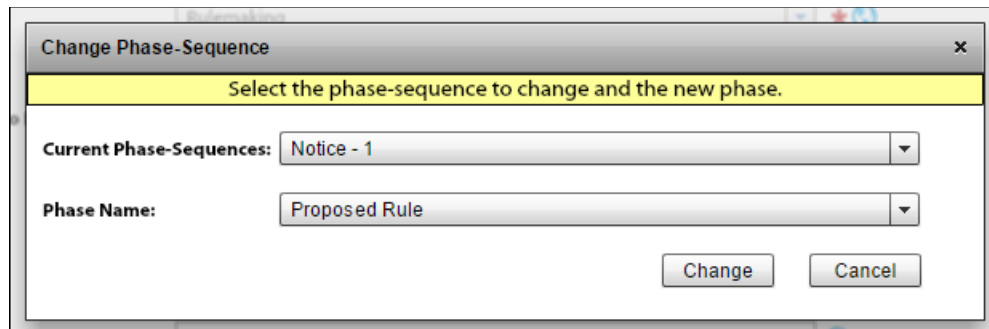 Rulemaking
Change Phase-Sequence
Select the phase-sequence to change and the new phase.
Current Phase-Sequences: Notice - 1
Phase Name: Proposed Rule
Change Cancel